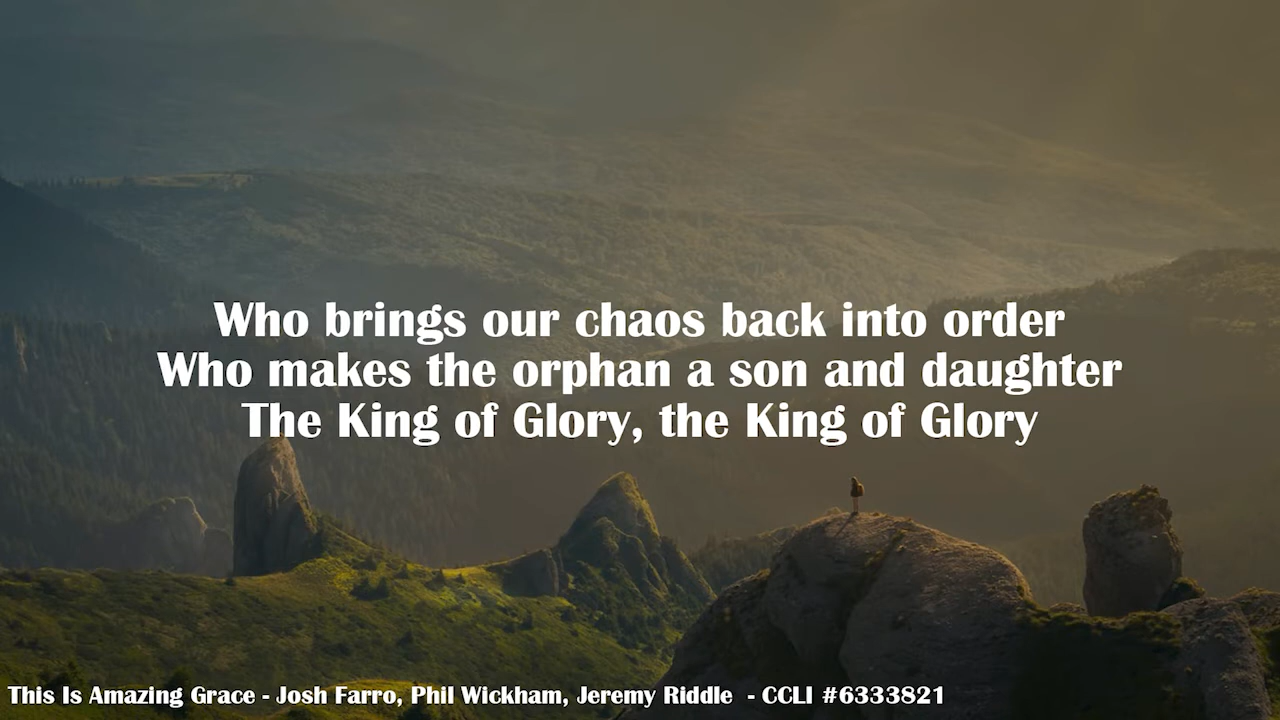 Who brings our chaos back into order
Who makes the orphan a son and daughter
The King of Glory, the King of Glory
This Is Amazing Grace - Josh Farro, Phil Wickham, Jeremy Riddle - CCLI #6333821